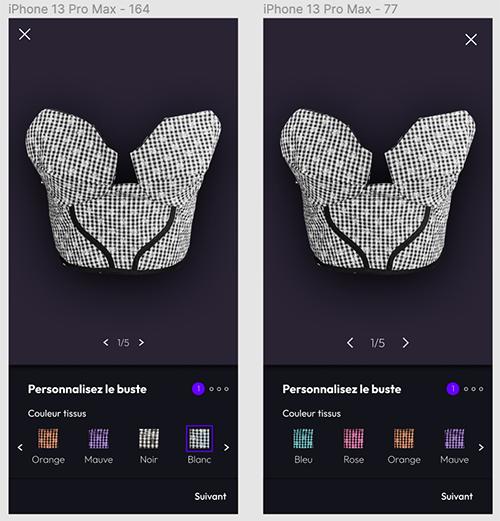 iPhone 13 Pro Max - 164
1/5
Personnalisez le buste
1
Couleur tissus
Orange Mauve Noir Blanc
Suivant
iPhone 13 Pro Max - 77
1/5
Personnalisez le buste
1
Couleur tissus
Bleu Rose Orange Mauve
Suivant